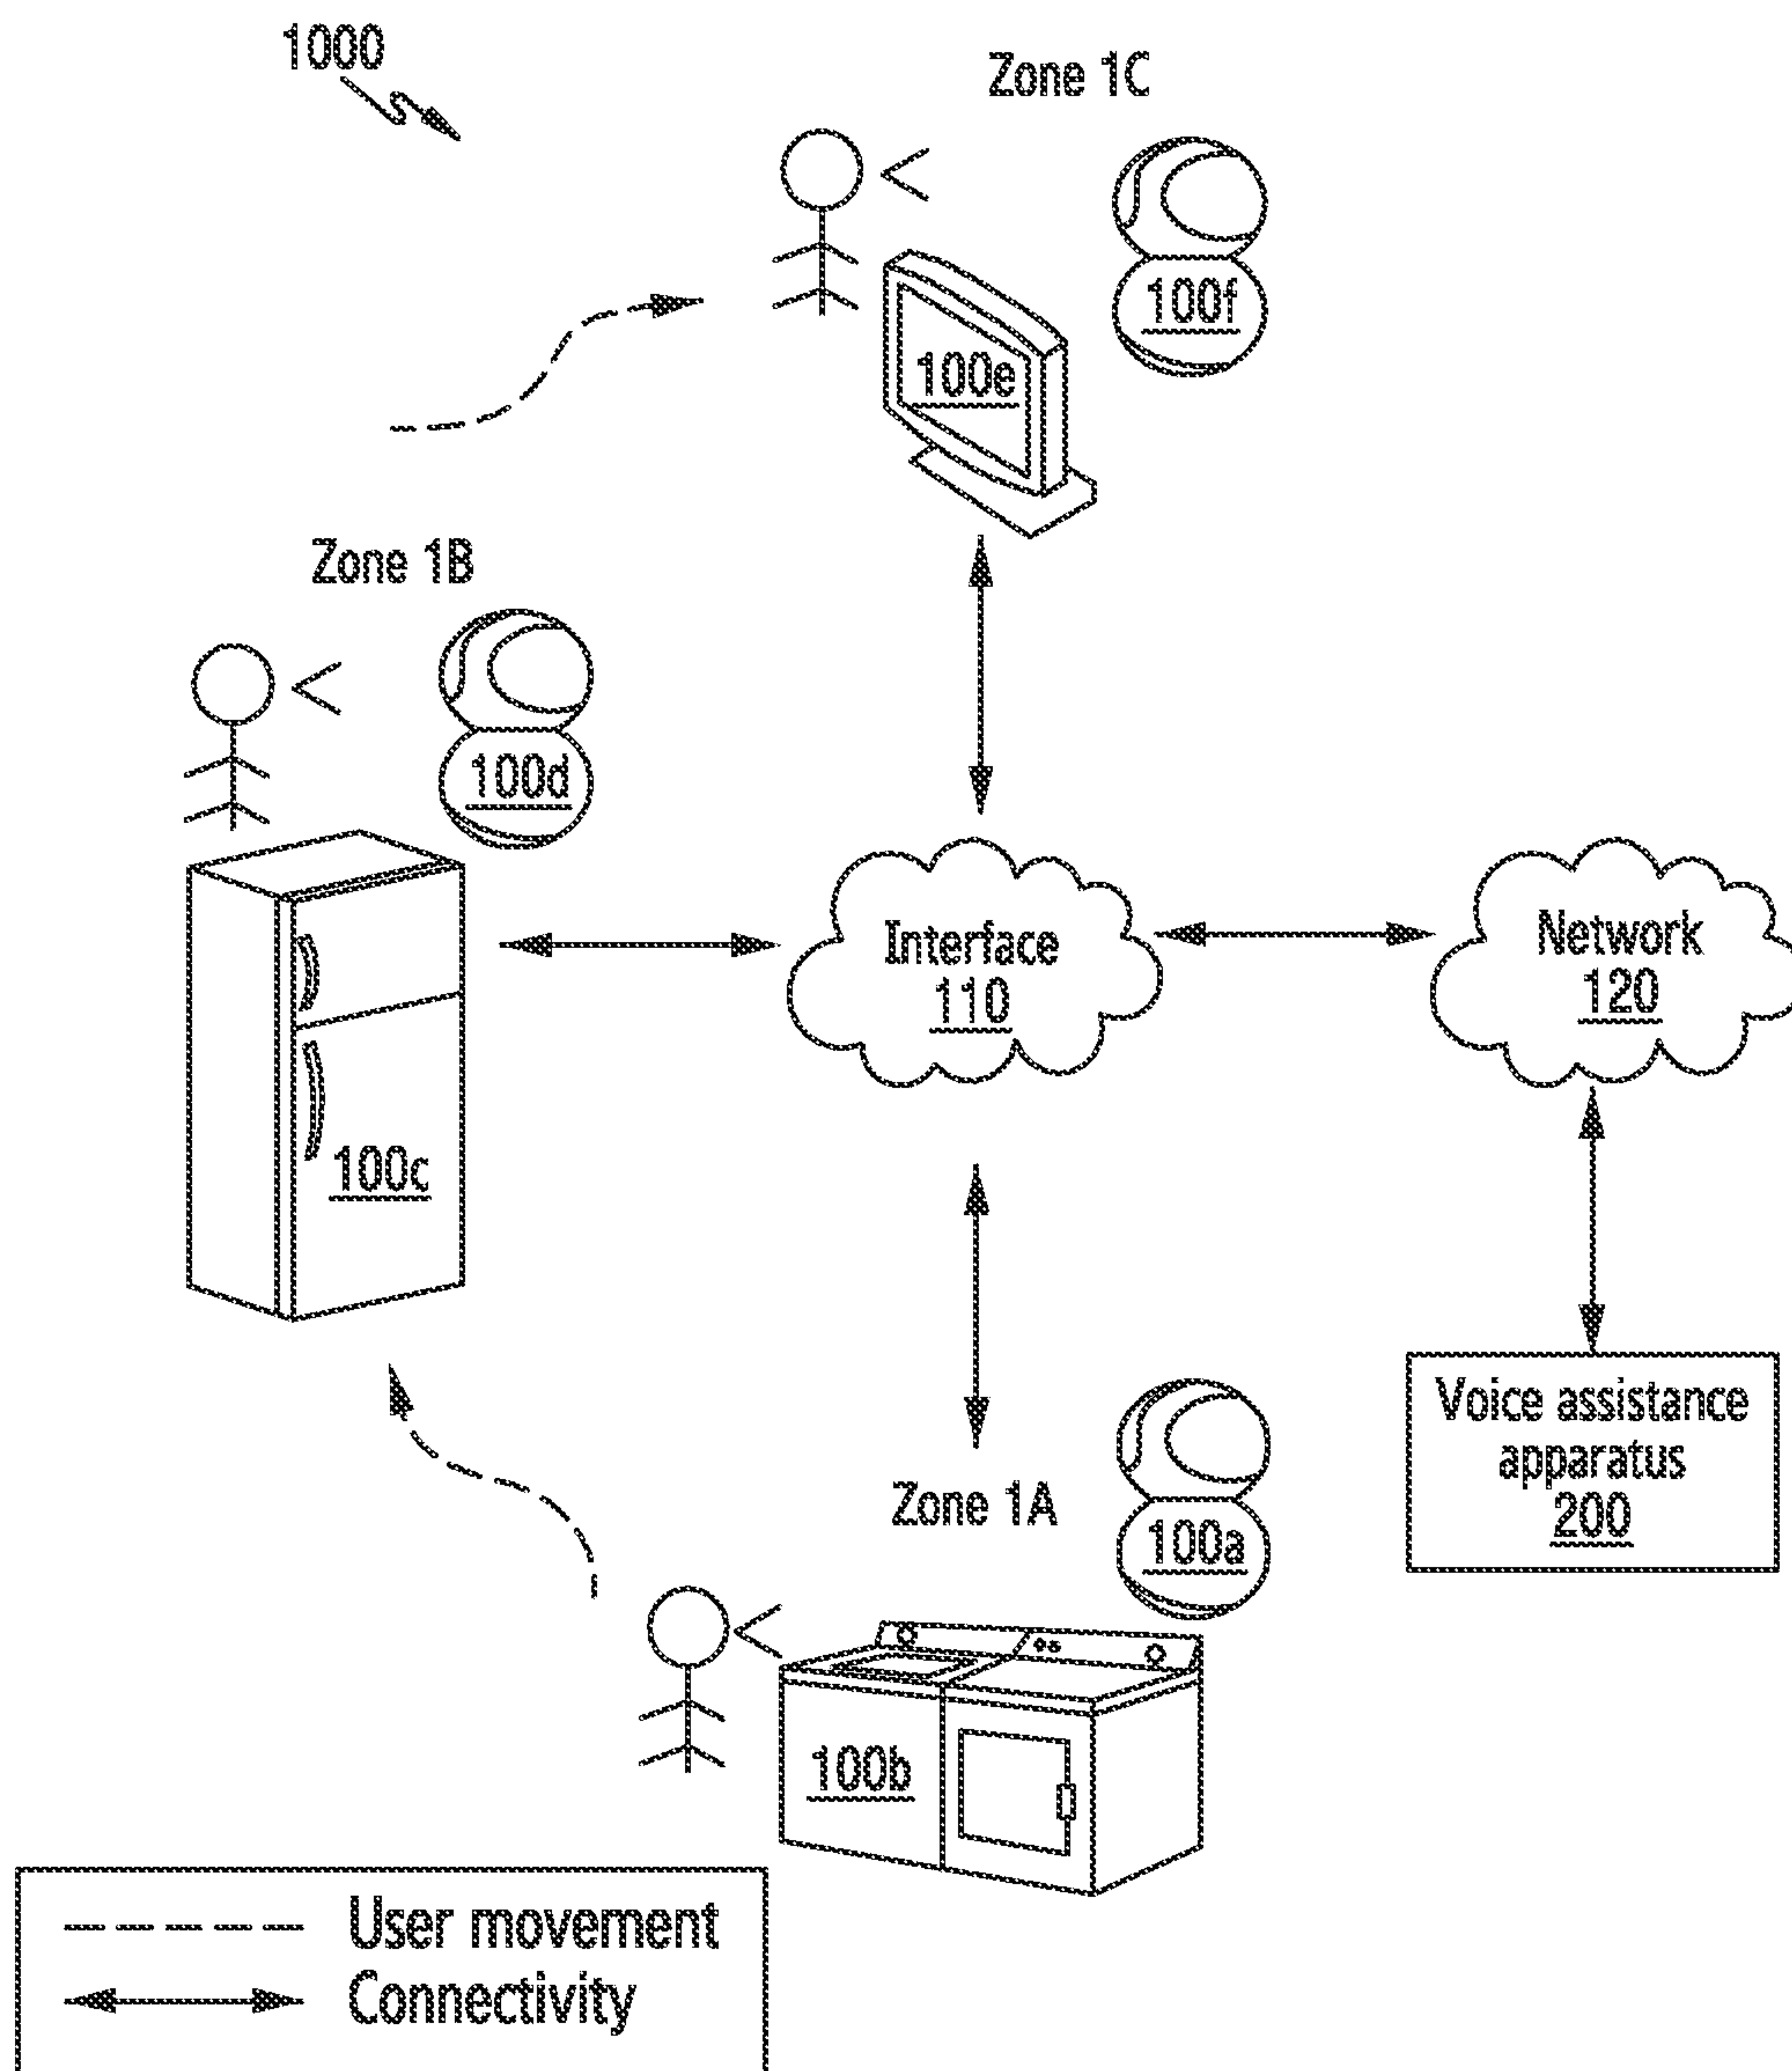 1000
Zone 1C
100f
100e
Zone 1B
100d
Interface
110
Network
120
100c
Voice assistance
apparatus
200
Zone 1A
100a
100b
User movement
Connectivity